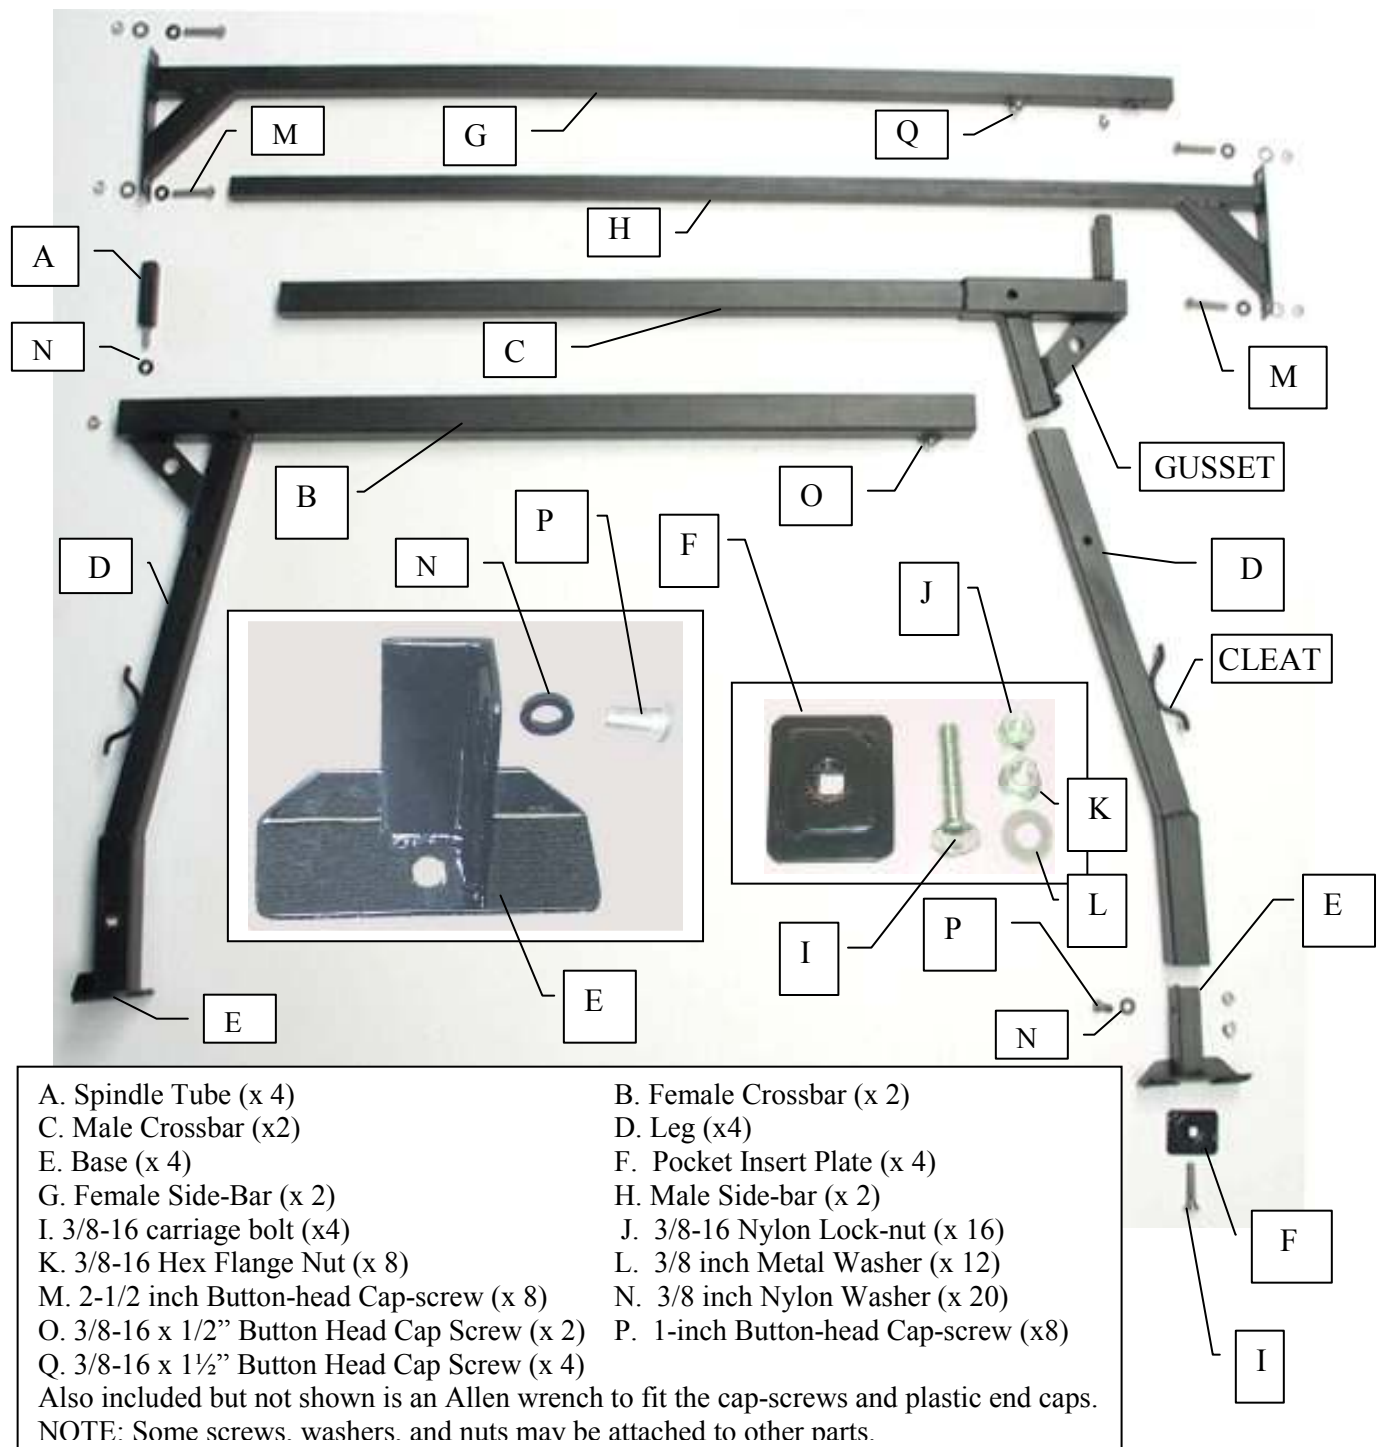 M
G
Q
H
A
N
C
M
B
O
GUSSET
P
F
D
N
J
D
CLEAT
K
L
E
I
P
E
E
N
F
I
A. Spindle Tube (x 4) B. Female Crossbar (x 2)
C. Male Crossbar (x2) D. Leg (x4)
E. Base (x 4) F. Pocket Insert Plate (x 4)
G. Female Side-Bar (x 2) H. Male Side-bar (x 2)
I. 3/8-16 carriage bolt (x4) J. 3/8-16 Nylon Lock-nut (x 16)
K. 3/8-16 Hex Flange Nut (x 8) L. 3/8 inch Metal Washer (x 12)
M. 2-1/2 inch Button-head Cap-screw (x 8) N. 3/8 inch Nylon Washer (x 20)
O. 3/8-16 x 1/2” Button Head Cap Screw (x 2) P. 1-inch Button-head Cap-screw (x8)
Q. 3/8-16 x 1½” Button Head Cap Screw (x 4)
Also included but not shown is an Allen wrench to fit the cap-screws and plastic end caps.
NOTE: Some screws, washers, and nuts may be attached to other parts.